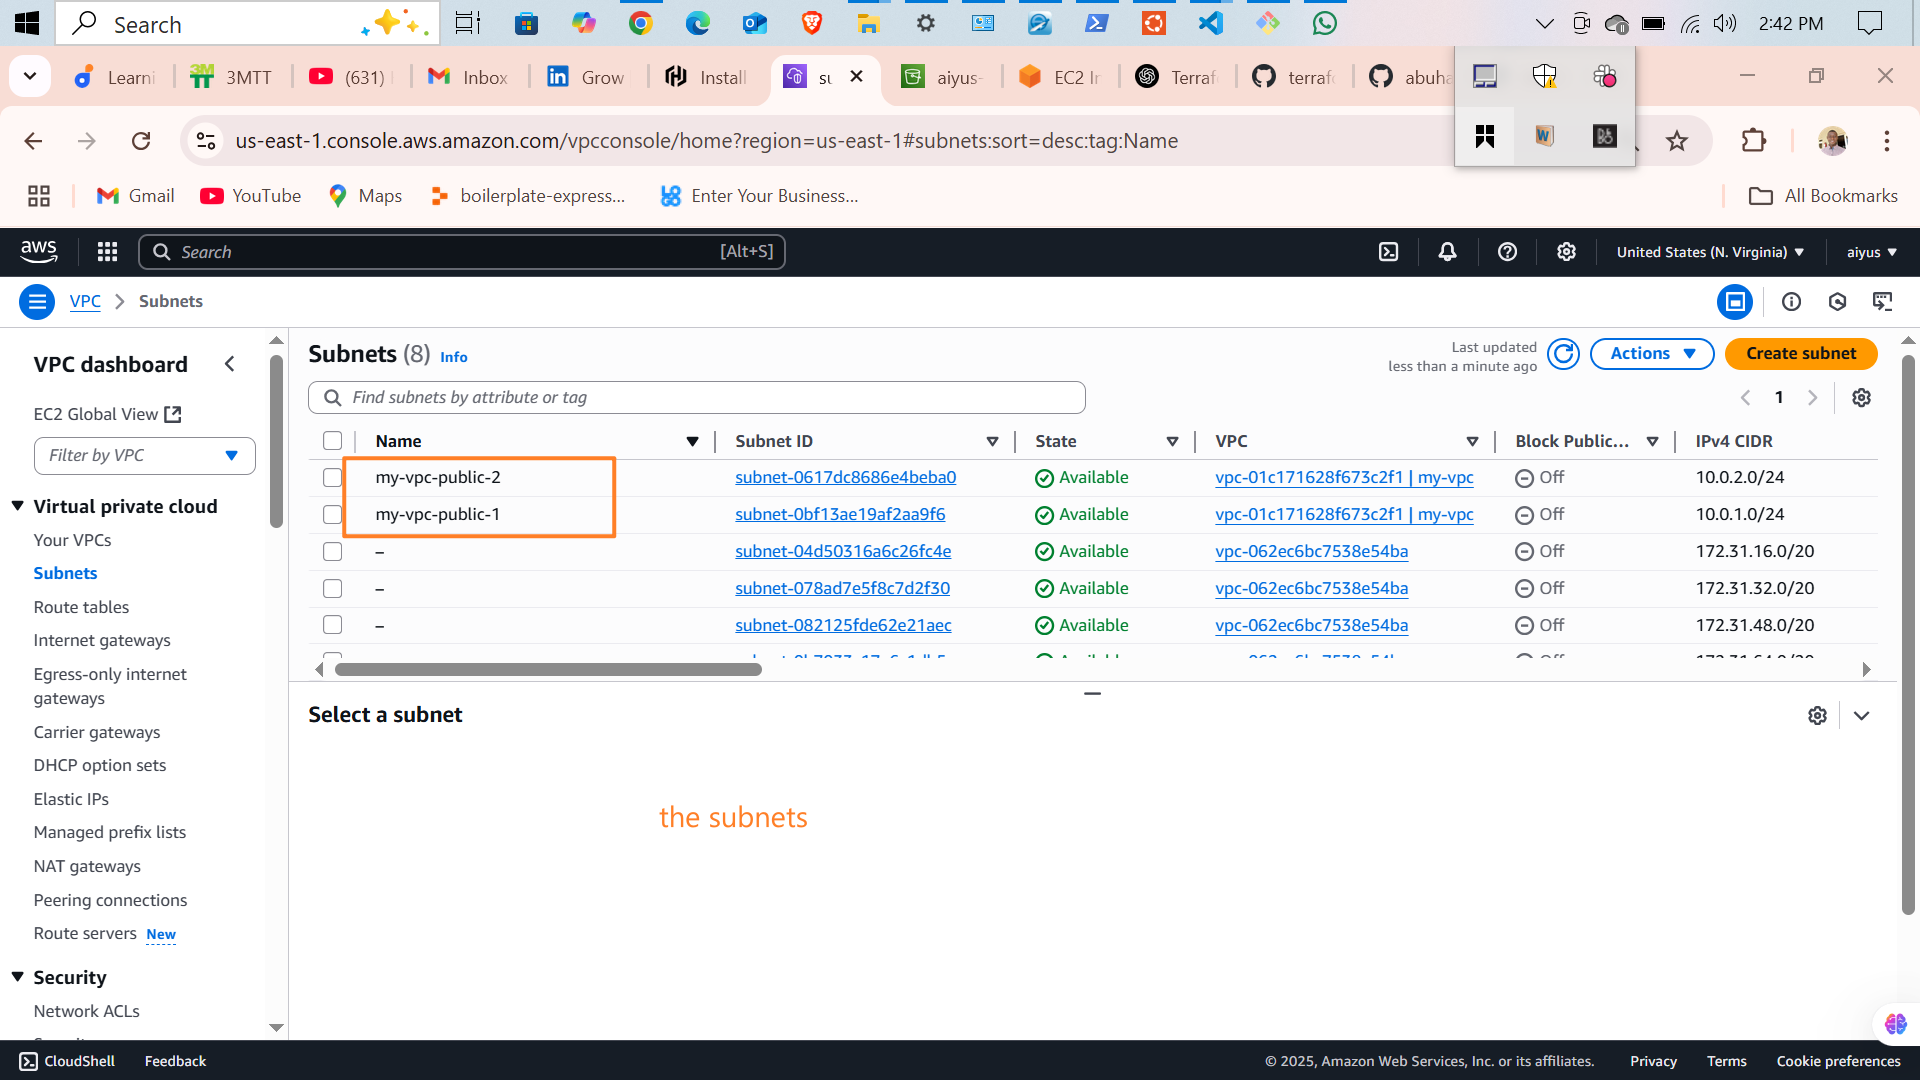 Search
2:42 PM
Learni
3MTT
(631)
Inbox
Grow
Install
su
aiyus-
EC2 In
Terraf
terrafo
abuha
us-east-1.console.aws.amazon.com/vpcconsole/home?region=us-east-1#subnets:sort=desc:tag:Name
Gmail
YouTube
Maps
boilerplate-express...
Enter Your Business...
All Bookmarks
aws
Search
[Alt+S]
United States (N. Virginia)
aiyus
VPC
Subnets
VPC dashboard
EC2 Global View
Filter by VPC
Virtual private cloud
Your VPCs
Subnets
Route tables
Internet gateways
Egress-only internet
gateways
Carrier gateways
DHCP option sets
Elastic IPs
Managed prefix lists
NAT gateways
Peering connections
Route servers New
Security
Network ACLs
Subnets (8) Info
Last updated
less than a minute ago
Actions
Create subnet
Find subnets by attribute or tag
1
Name Subnet ID State VPC Block Public... IPv4 CIDR
my-vpc-public-2 subnet-0617dc8686e4beba0 Available vpc-01c171628f673c2f1 | my-vpc Off 10.0.2.0/24
my-vpc-public-1 subnet-0bf13ae19af2aa9f6 Available vpc-01c171628f673c2f1 | my-vpc Off 10.0.1.0/24
– subnet-04d50316a6c26fc4e Available vpc-062ec6bc7538e54ba Off 172.31.16.0/20
– subnet-078ad7e5f8c7d2f30 Available vpc-062ec6bc7538e54ba Off 172.31.32.0/20
– subnet-082125fde62e21aec Available vpc-062ec6bc7538e54ba Off 172.31.48.0/20
Select a subnet
the subnets
CloudShell
Feedback
© 2025, Amazon Web Services, Inc. or its affiliates.
Privacy
Terms
Cookie preferences